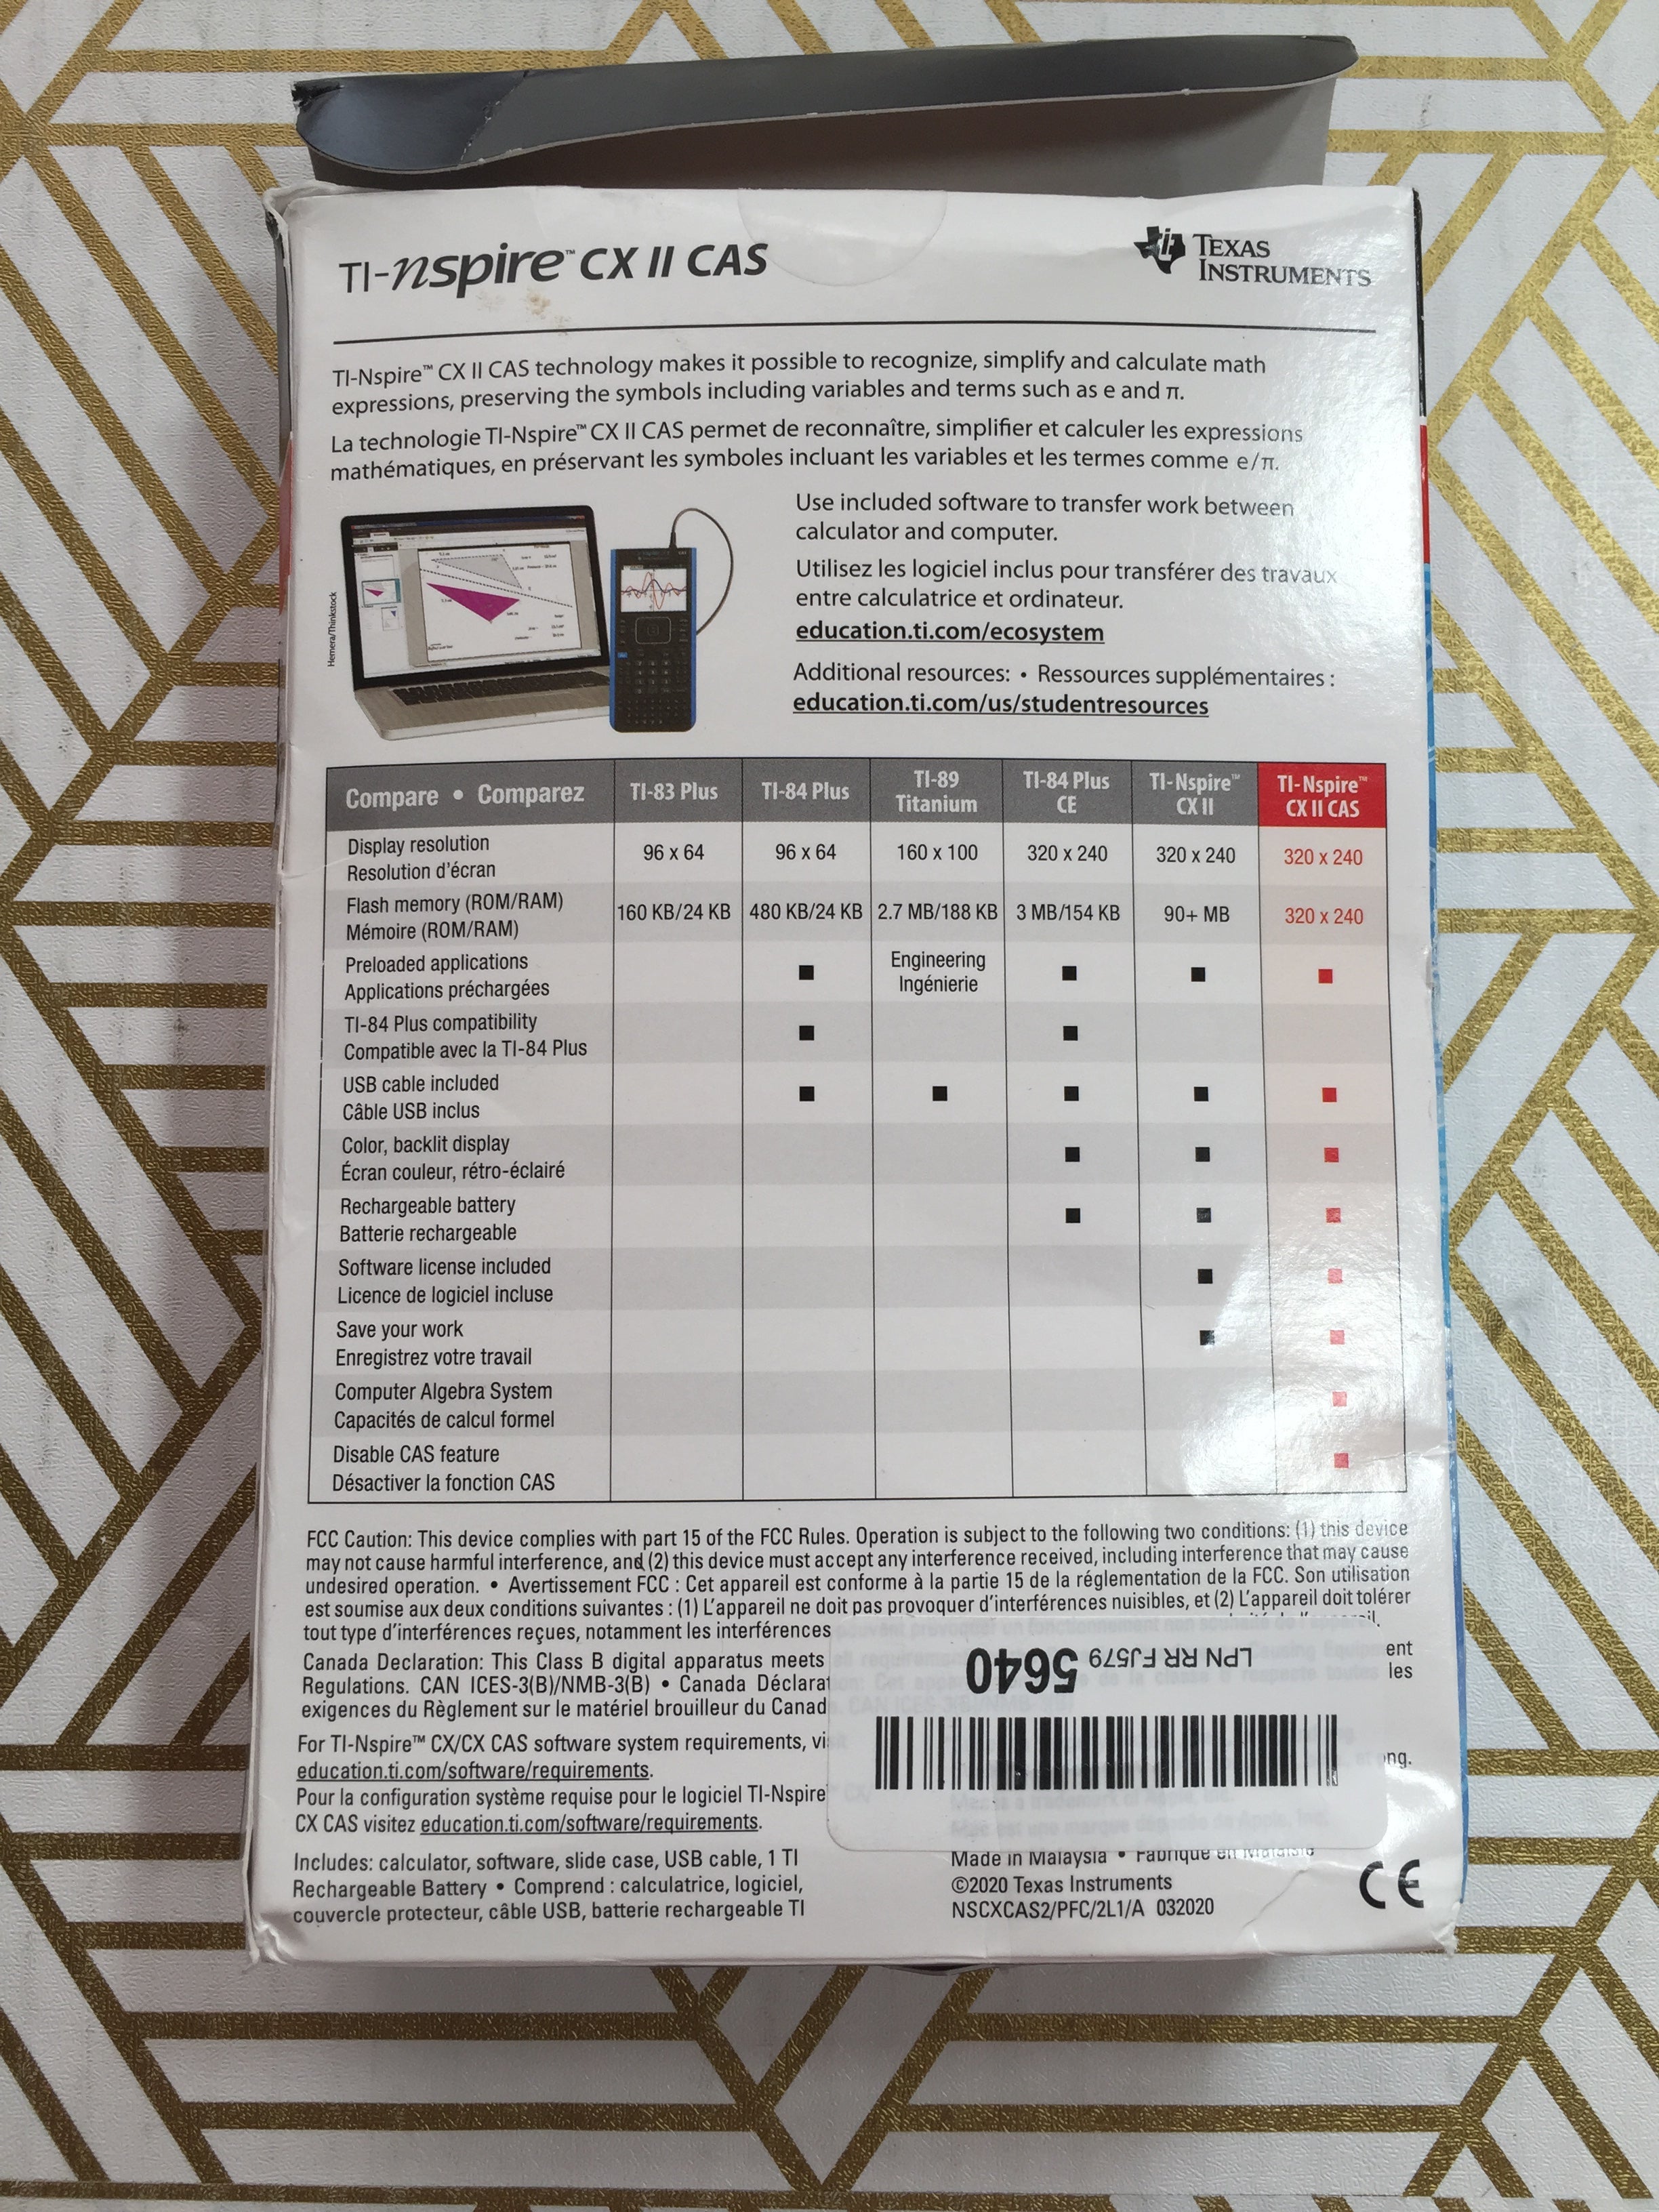 TI-nspire™ CX II CAS
TEXAS
INSTRUMENTS
TI-Nspire™ CX II CAS technology makes it possible to recognize, simplify and calculate math
expressions, preserving the symbols including variables and terms such as e and π.
La technologie TI-Nspire™ CX II CAS permet de reconnaître, simplifier et calculer les expressions
mathématiques, en préservant les symboles incluant les variables et les termes comme e/π.
Hemera/Thinkstock
Use included software to transfer work between
calculator and computer.
Utilisez les logiciel inclus pour transférer des travaux
entre calculatrice et ordinateur.
education.ti.com/ecosystem
Additional resources: • Ressources supplémentaires :
education.ti.com/us/studentresources
Compare • Comparez
TI-83 Plus
TI-84 Plus
TI-89
Titanium
TI-84 Plus
CE
TI-Nspire™
CX II
TI-Nspire™
CX II CAS
Display resolution
Resolution d'écran
96 x 64
96 x 64
160 x 100
320 x 240
320 x 240
320 x 240
Flash memory (ROM/RAM)
Mémoire (ROM/RAM)
160 KB/24 KB
480 KB/24 KB
2.7 MB/188 KB
3 MB/154 KB
90+ MB
320 x 240
Preloaded applications
Applications préchargées
■
Engineering
Ingénierie
■ ■ ■
TI-84 Plus compatibility
Compatible avec la TI-84 Plus
■ ■
USB cable included
Câble USB inclus
■ ■ ■ ■ ■
Color, backlit display
Écran couleur, rétro-éclairé
■ ■ ■
Rechargeable battery
Batterie rechargeable
■ ■ ■
Software license included
Licence de logiciel incluse
■ ■
Save your work
Enregistrez votre travail
■ ■
Computer Algebra System
Capacités de calcul formel
■
Disable CAS feature
Désactiver la fonction CAS
■
FCC Caution: This device complies with part 15 of the FCC Rules. Operation is subject to the following two conditions: (1) this device
may not cause harmful interference, and (2) this device must accept any interference received, including interference that may cause
undesired operation. • Avertissement FCC : Cet appareil est conforme à la partie 15 de la réglementation de la FCC. Son utilisation
est soumise aux deux conditions suivantes : (1) L'appareil ne doit pas provoquer d'interférences nuisibles, et (2) L'appareil doit tolérer
tout type d'interférences reçues, notamment les interférences
Canada Declaration: This Class B digital apparatus meets
Regulations. CAN ICES-3(B)/NMB-3(B) • Canada Déclarat
exigences du Règlement sur le matériel brouilleur du Canad
ent
les
For TI-Nspire™ CX/CX CAS software system requirements, vi
education.ti.com/software/requirements.
Pour la configuration système requise pour le logiciel TI-Nspire
CX CAS visitez education.ti.com/software/requirements.
ong.
LPN RR FJ579 5640
Includes: calculator, software, slide case, USB cable, 1 TI
Rechargeable Battery • Comprend : calculatrice, logiciel,
couvercle protecteur, câble USB, batterie rechargeable TI
Made in Malaysia • Fabriqué en Malaisie
©2020 Texas Instruments
NSCXCAS2/PFC/2L1/A 032020
CE